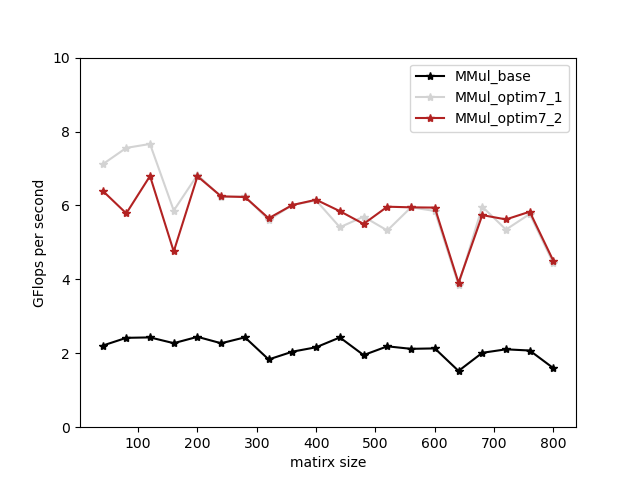 10
8
6
4
2
0
GFlops per second
MMul_base
MMul_optim7_1
MMul_optim7_2
100 200 300 400 500 600 700 800
matirx size